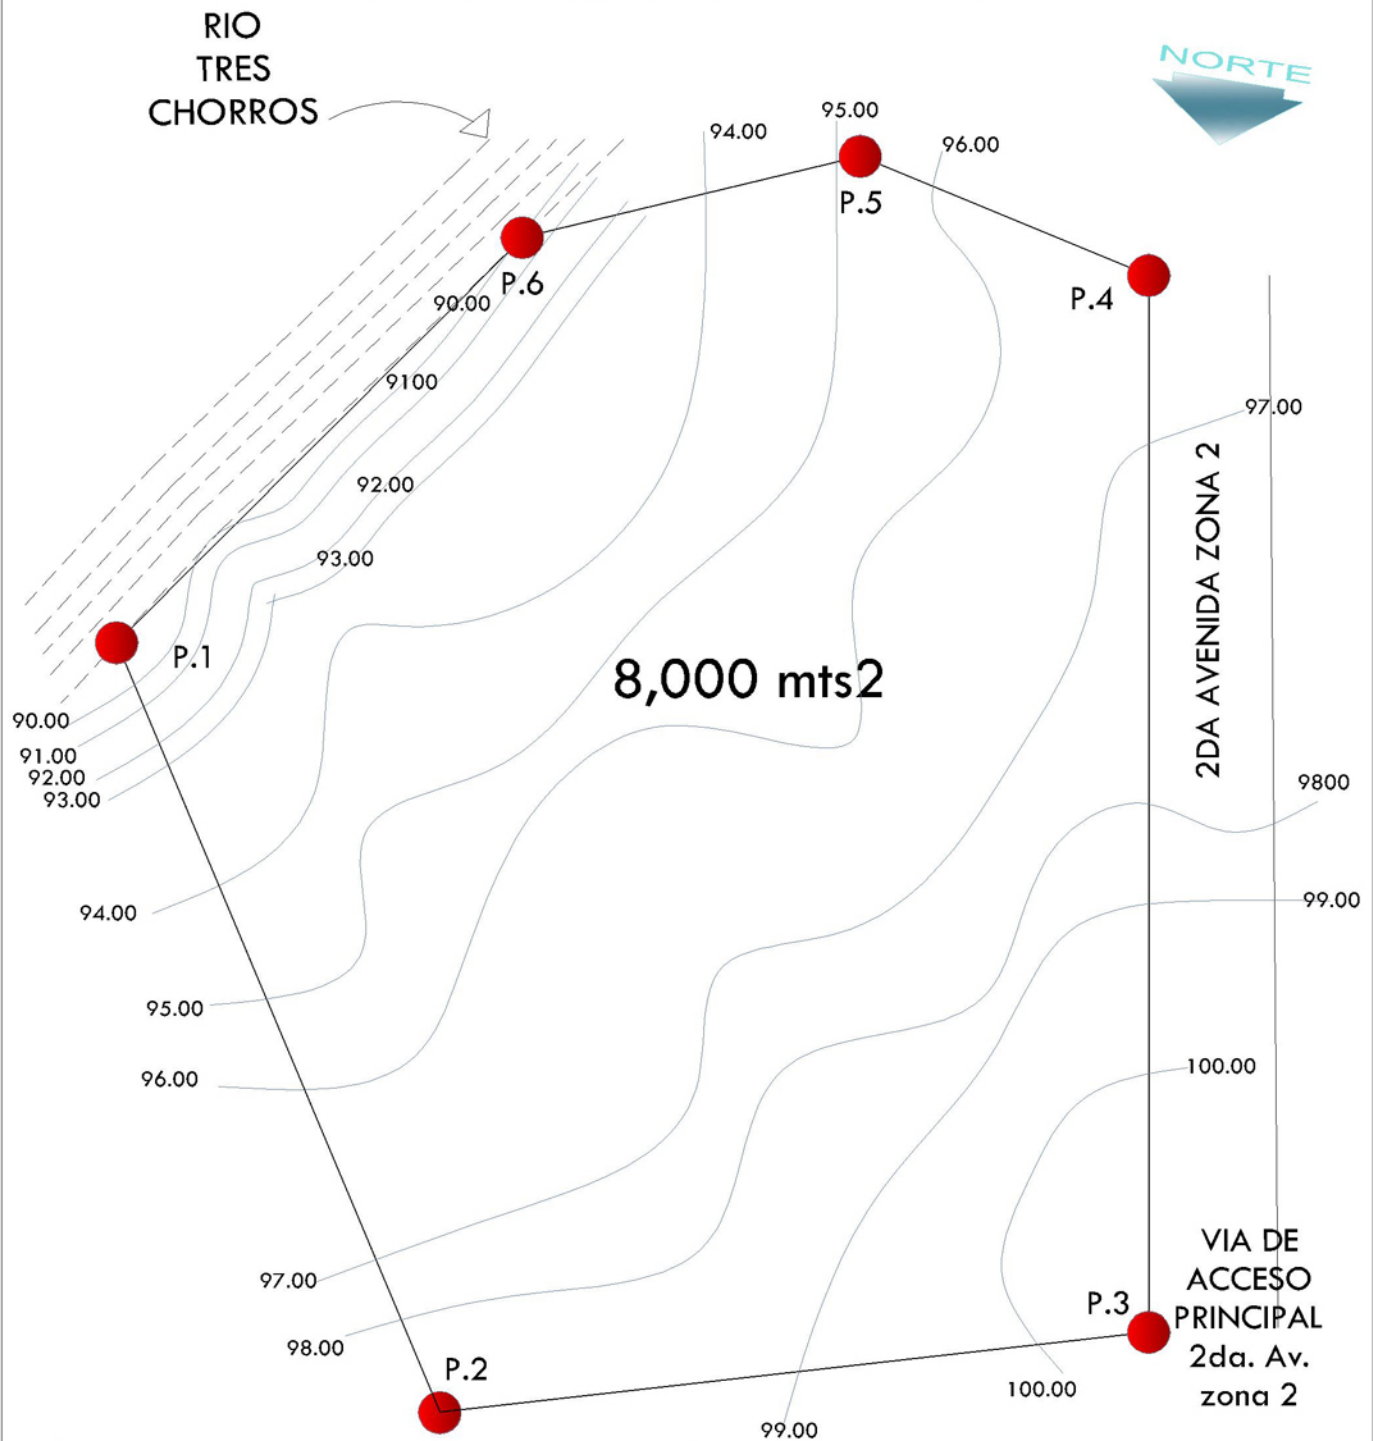 RIO
TRES
CHORROS
NORTE
94.00
95.00
96.00
P.5
P.6
P.4
90.00
9100
97.00
92.00
93.00
2DA AVENIDA ZONA 2
P.1
8,000 mts2
90.00
91.00
92.00
93.00
9800
94.00
99.00
95.00
96.00
100.00
97.00
98.00
VIA DE
ACCESO
PRINCIPAL
2da. Av.
zona 2
P.3
P.2
100.00
99.00